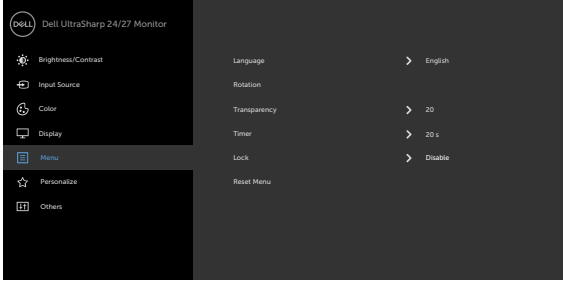 DELL Dell UltraSharp 24/27 Monitor
Brightness/Contrast
Input Source
Color
Display
Menu
Personalize
Others
Language English
Rotation
Transparency 20
Timer 20 s
Lock Disable
Reset Menu